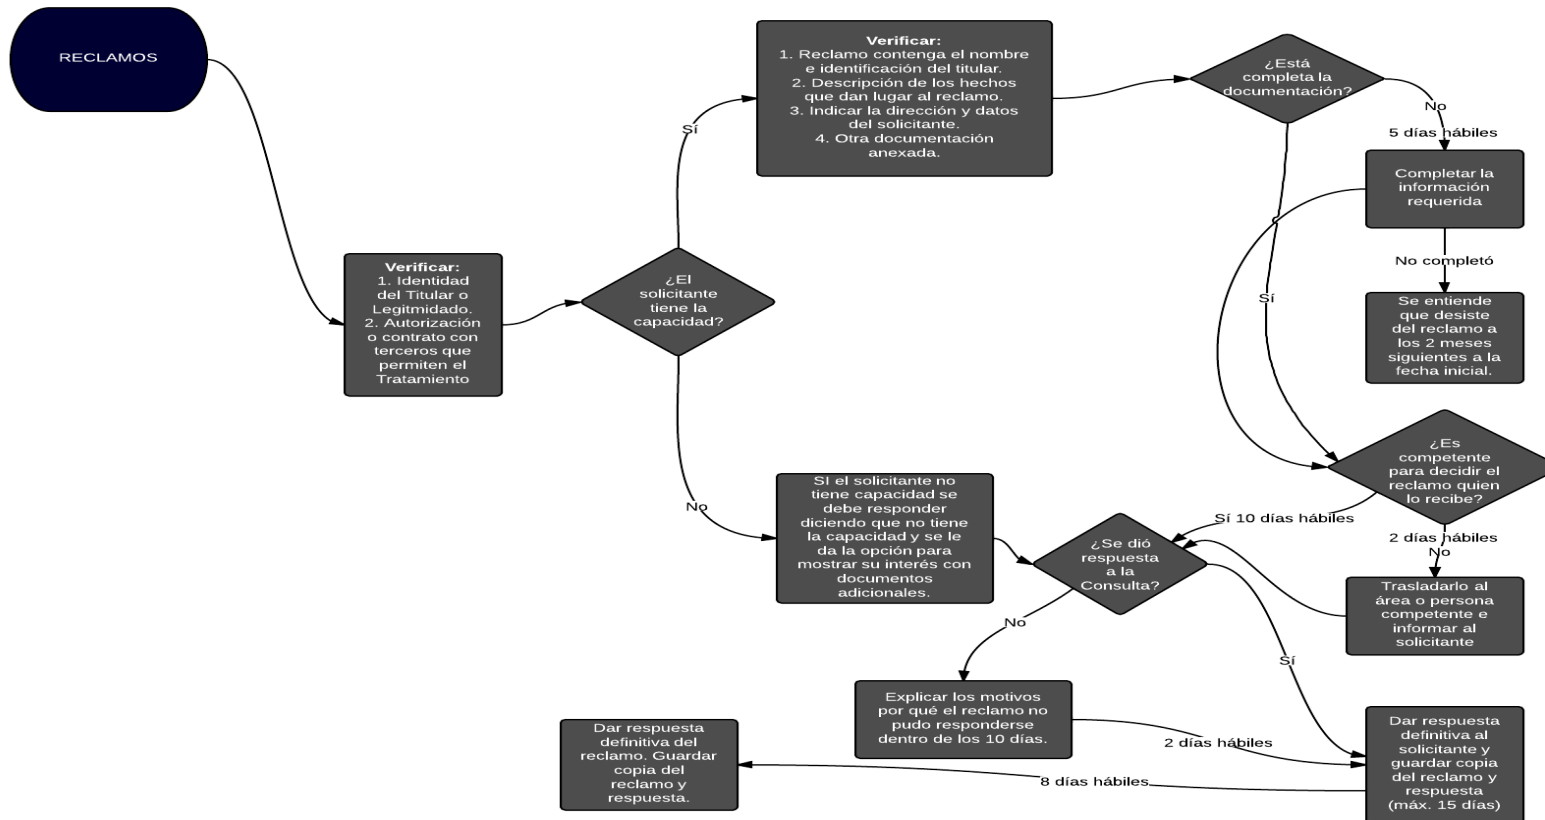 RECLAMOS
Verificar:
1. Identidad
del Titular o
Legitmidado.
2. Autorización
o contrato con
terceros que
permiten el
Tratamiento
¿El
solicitante
tiene la
capacidad?
Sí
No
Verificar:
1. Reclamo contenga el nombre
e identificación del titular.
2. Descripción de los hechos
que dan lugar al reclamo.
3. Indicar la dirección y datos
del solicitante.
4. Otra documentación
anexada.
¿Está
completa la
documentación?
No
5 días hábiles
Completar la
información
requerida
No completó
Se entiende
que desiste
del reclamo a
los 2 meses
siguientes a la
fecha inicial.
Sí
¿Es
competente
para decidir el
reclamo quien
lo recibe?
Sí 10 días hábiles
2 días hábiles
No
Trasladarlo al
área o persona
competente e
informar al
solicitante
SI el solicitante no
tiene capacidad se
debe responder
diciendo que no tiene
la capacidad y se le
da la opción para
mostrar su interés con
documentos
adicionales.
¿Se dió
respuesta
a la
Consulta?
No
Sí
Explicar los motivos
por qué el reclamo no
pudo responderse
dentro de los 10 días.
2 días hábiles
Dar respuesta
definitiva al
solicitante y
guardar copia
del reclamo y
respuesta
(máx. 15 días)
8 días hábiles
Dar respuesta
definitiva del
reclamo. Guardar
copia del
reclamo y
respuesta.